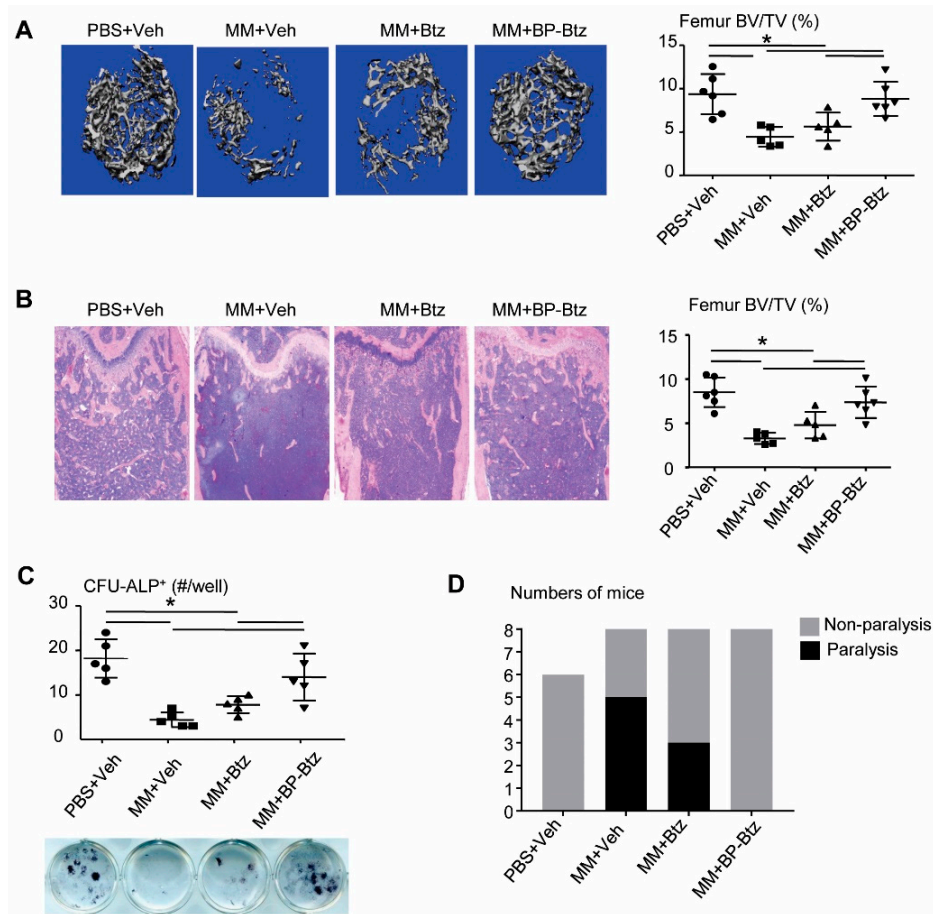 A
PBS+Veh MM+Veh MM+Btz MM+BP-Btz
Femur BV/TV (%)
*
15
10
5
0
PBS+Veh
MM+Veh
MM+Btz
MM+BP-Btz
B
PBS+Veh MM+Veh MM+Btz MM+BP-Btz
Femur BV/TV (%)
*
15
10
5
0
PBS+Veh
MM+Veh
MM+Btz
MM+BP-Btz
C
CFU-ALP⁺ (#/well)
*
30
20
10
0
PBS+Veh
MM+Veh
MM+Btz
MM+BP-Btz
D
Numbers of mice
Non-paralysis
Paralysis
8
7
6
5
4
3
2
1
0
PBS+Veh
MM+Veh
MM+Btz
MM+BP-Btz